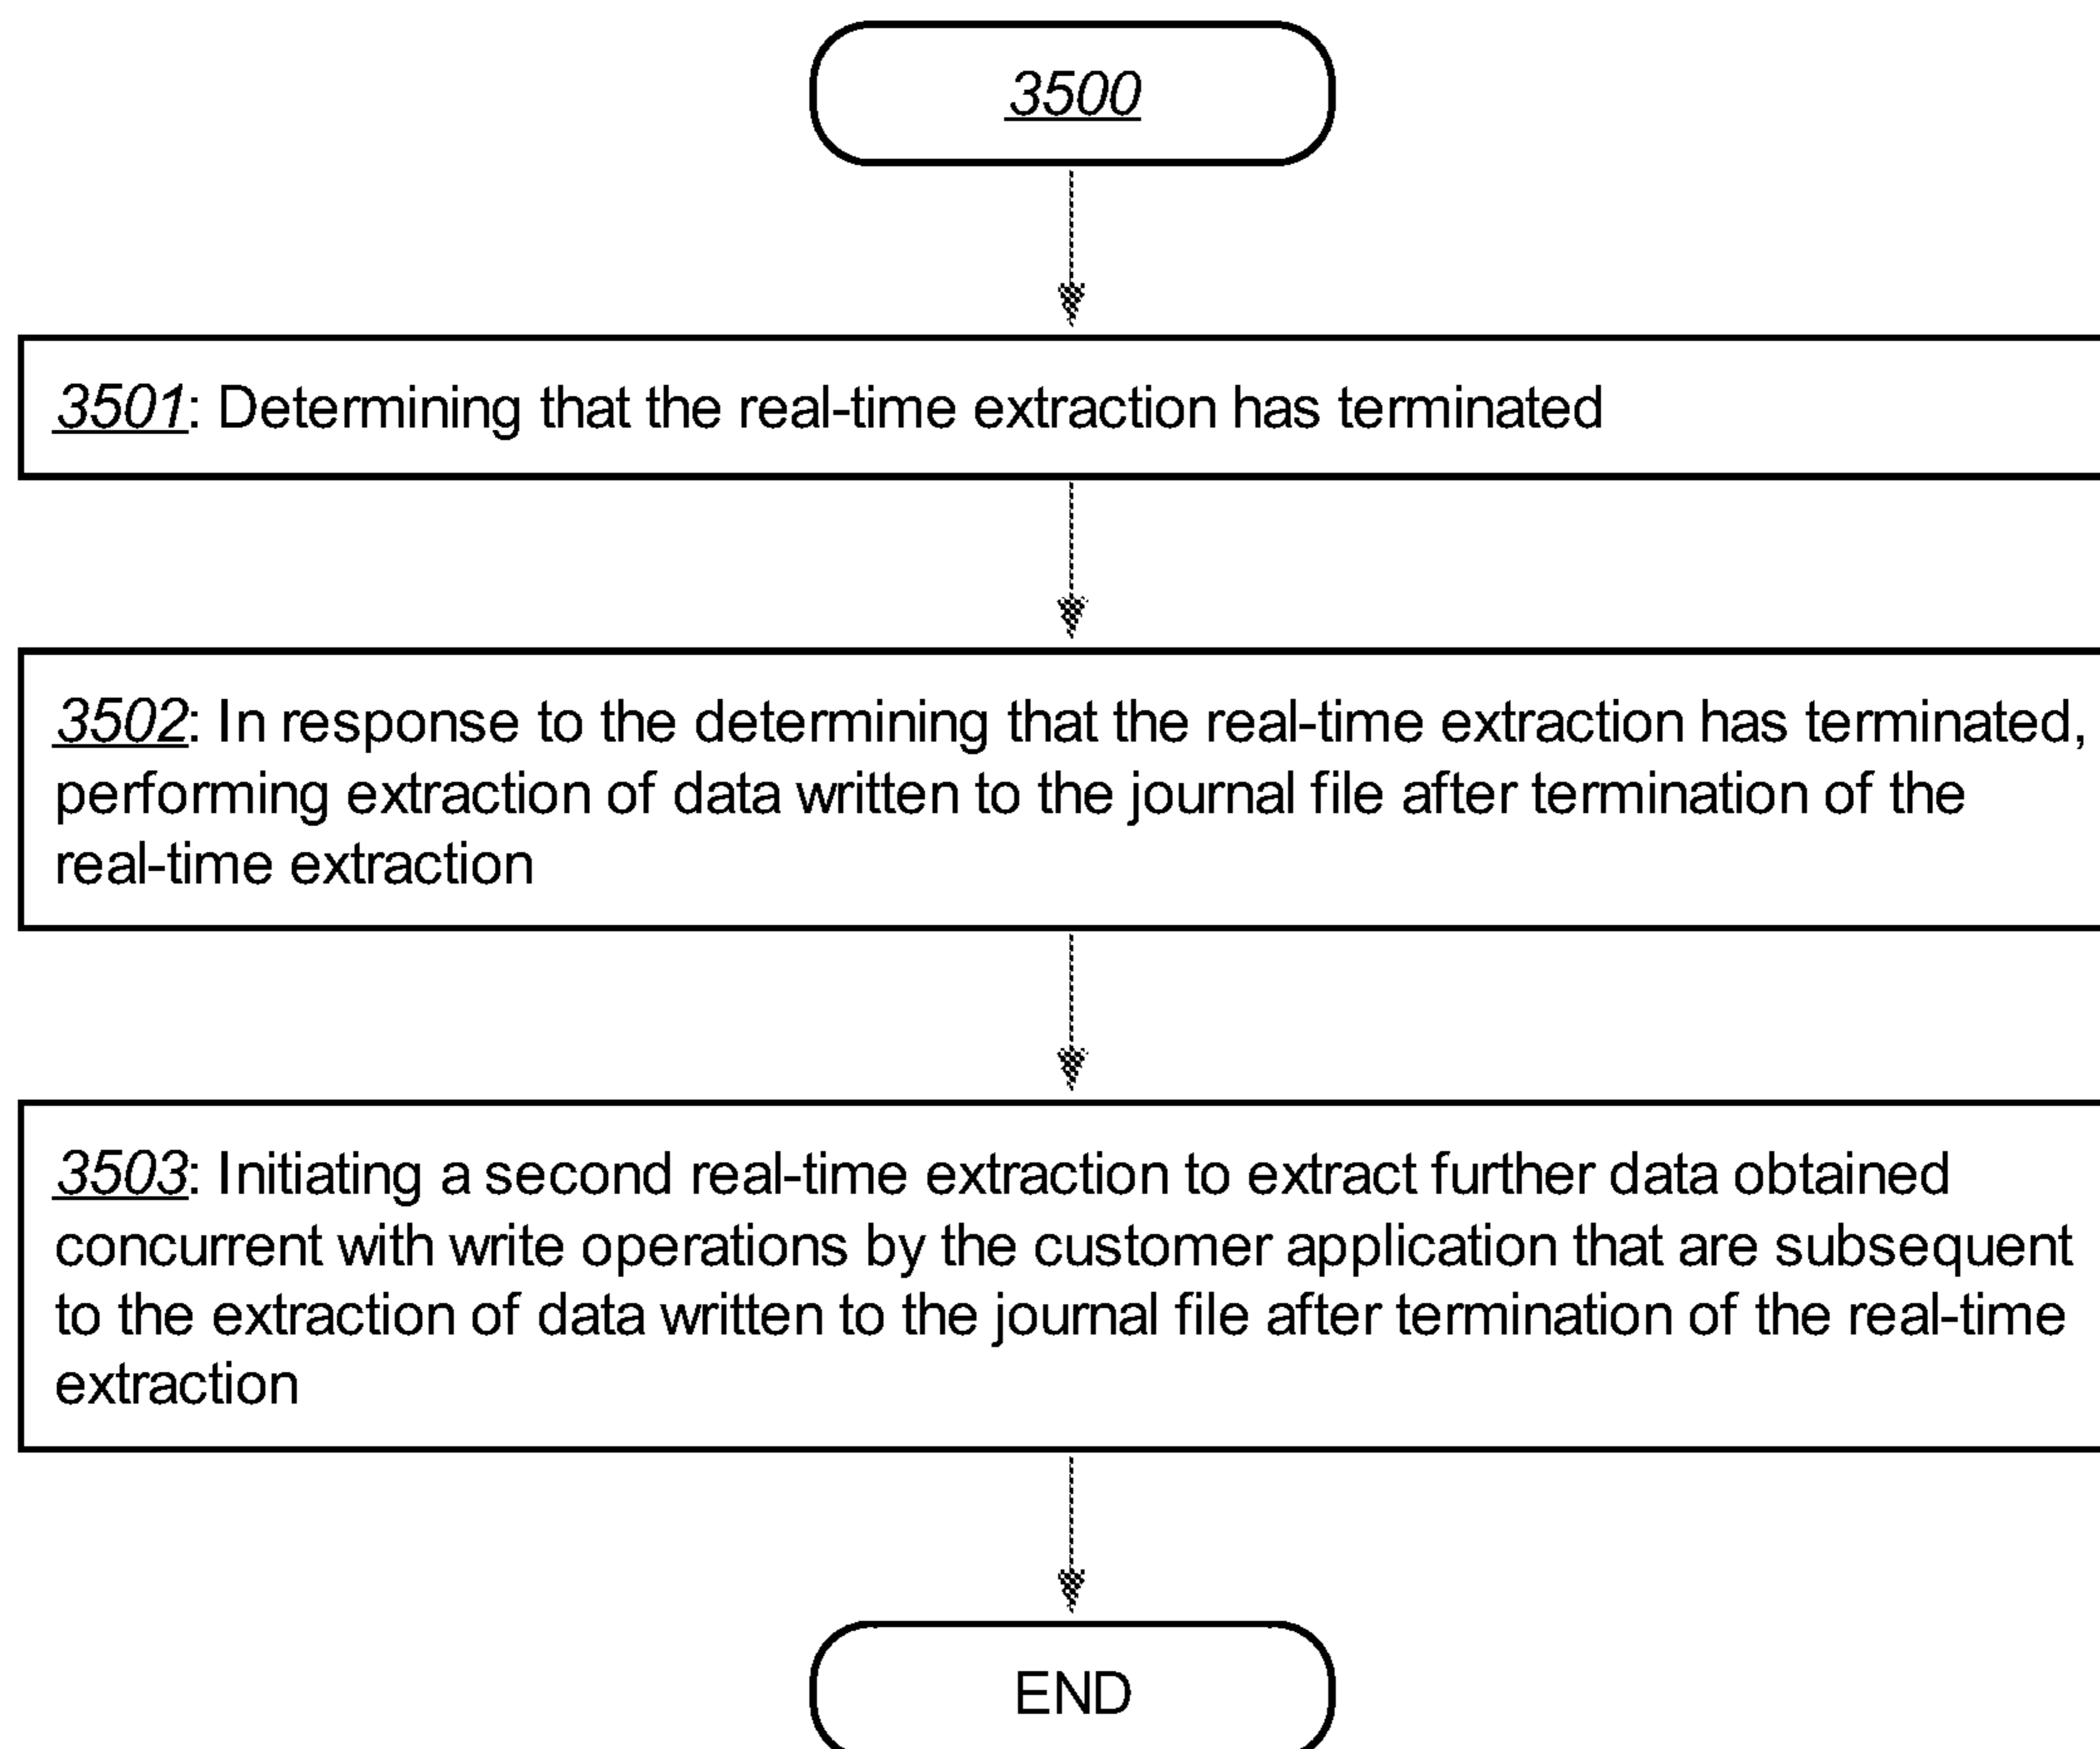 3500
3501: Determining that the real-time extraction has terminated
3502: In response to the determining that the real-time extraction has terminated,
performing extraction of data written to the journal file after termination of the
real-time extraction
3503: Initiating a second real-time extraction to extract further data obtained
concurrent with write operations by the customer application that are subsequent
to the extraction of data written to the journal file after termination of the real-time
extraction
END